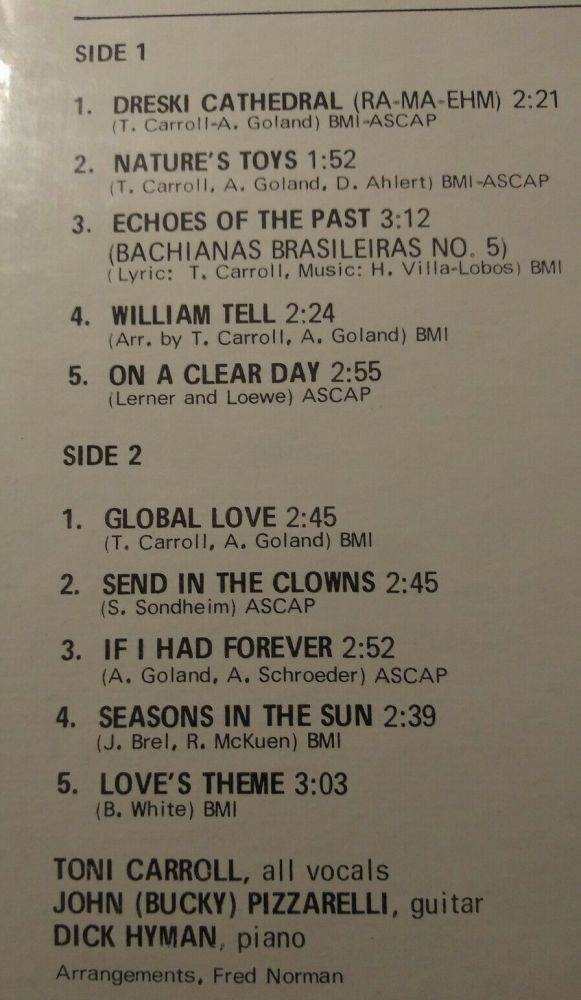 SIDE 1
1. DRESKI CATHEDRAL (RA-MA-EHM) 2:21
(T. Carroll-A. Goland) BMI-ASCAP
2. NATURE'S TOYS 1:52
(T. Carroll, A. Goland, D. Ahlert) BMI-ASCAP
3. ECHOES OF THE PAST 3:12
(BACHIANAS BRASILEIRAS NO. 5)
(Lyric: T. Carroll, Music: H. Villa-Lobos) BMI
4. WILLIAM TELL 2:24
(Arr. by T. Carroll, A. Goland) BMI
5. ON A CLEAR DAY 2:55
(Lerner and Loewe) ASCAP
SIDE 2
1. GLOBAL LOVE 2:45
(T. Carroll, A. Goland) BMI
2. SEND IN THE CLOWNS 2:45
(S. Sondheim) ASCAP
3. IF I HAD FOREVER 2:52
(A. Goland, A. Schroeder) ASCAP
4. SEASONS IN THE SUN 2:39
(J. Brel, R. McKuen) BMI
5. LOVE'S THEME 3:03
(B. White) BMI
TONI CARROLL, all vocals
JOHN (BUCKY) PIZZARELLI, guitar
DICK HYMAN, piano
Arrangements, Fred Norman